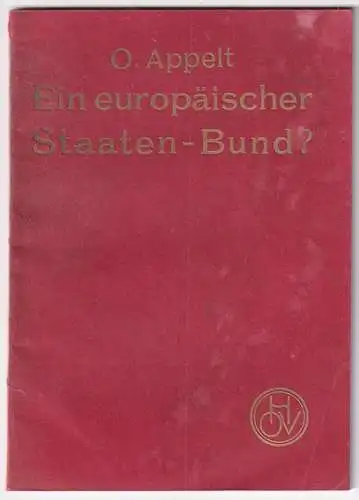 O. Appelt
Ein europäischer
Staaten-Bund?